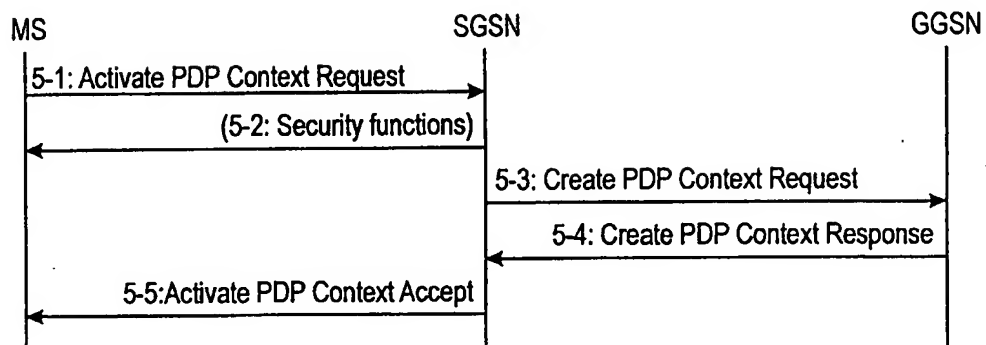 MS SGSN GGSN
5-1: Activate PDP Context Request
(5-2: Security functions)
5-3: Create PDP Context Request
5-4: Create PDP Context Response
5-5:Activate PDP Context Accept